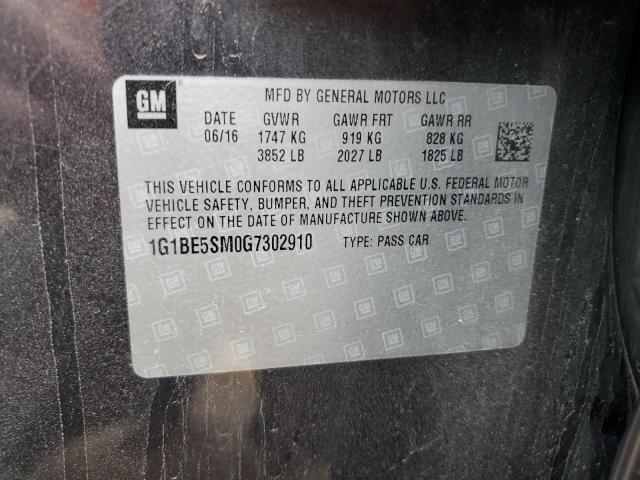 GM
MFD BY GENERAL MOTORS LLC
DATE GVWR GAWR FRT GAWR RR
06/16 1747 KG 919 KG 828 KG
3852 LB 2027 LB 1825 LB
THIS VEHICLE CONFORMS TO ALL APPLICABLE U.S. FEDERAL MOTOR
VEHICLE SAFETY, BUMPER, AND THEFT PREVENTION STANDARDS IN
EFFECT ON THE DATE OF MANUFACTURE SHOWN ABOVE.
1G1BE5SM0G7302910 TYPE: PASS CAR